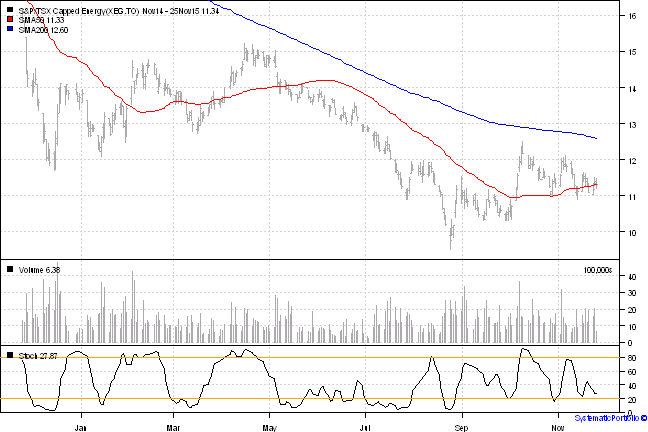 S&P/TSX Capped Energy(XEG.TO) Nov14 - 25Nov15 11.34
SMA50 11.33
SMA200 12.60
16
15
14
13
12
11
10
Volume 6.38
100,000s
40
30
20
10
0
Stoch 27.87
80
60
40
20
0
Jan
Mar
May
Jul
Sep
Nov
SystematicPortfolio ©